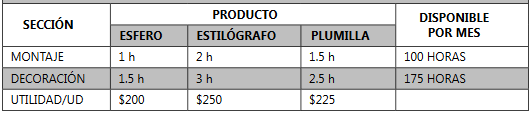 SECCIÓN PRODUCTO DISPONIBLE POR MES
ESFERO ESTILÓGRAFO PLUMILLA
MONTAJE 1 h 2 h 1.5 h 100 HORAS
DECORACIÓN 1.5 h 3 h 2.5 h 175 HORAS
UTILIDAD/UD $200 $250 $225